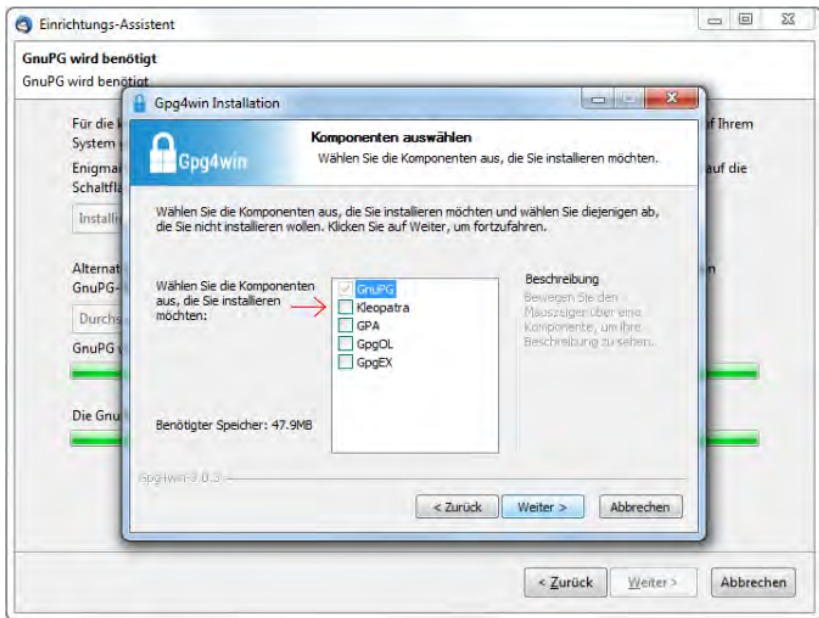 Einrichtungs-Assistent
GnuPG wird benötigt
GnuPG wird benötigt
Für die
System
Enigma
Schaltflä
Installi
Alternat
GnuPG-
Durchs
GnuPG
Die Gnu
f Ihrem
auf die
n
Gpg4win Installation
Gpg4win
Komponenten auswählen
Wählen Sie die Komponenten aus, die Sie installieren möchten.
Wählen Sie die Komponenten aus, die Sie installieren möchten und wählen Sie diejenigen ab,
die Sie nicht installieren wollen. Klicken Sie auf Weiter, um fortzufahren.
Wählen Sie die Komponenten
aus, die Sie installieren
möchten:
GnuPG
Kleopatra
GPA
GpgOL
GpgEX
Beschreibung
Bewegen Sie den
Mauszeiger über eine
Komponente, um ihre
Beschreibung zu sehen.
Benötigter Speicher: 47.9MB
Gpg4win-3.0.3
< Zurück
Weiter >
Abbrechen
< Zurück
Weiter >
Abbrechen